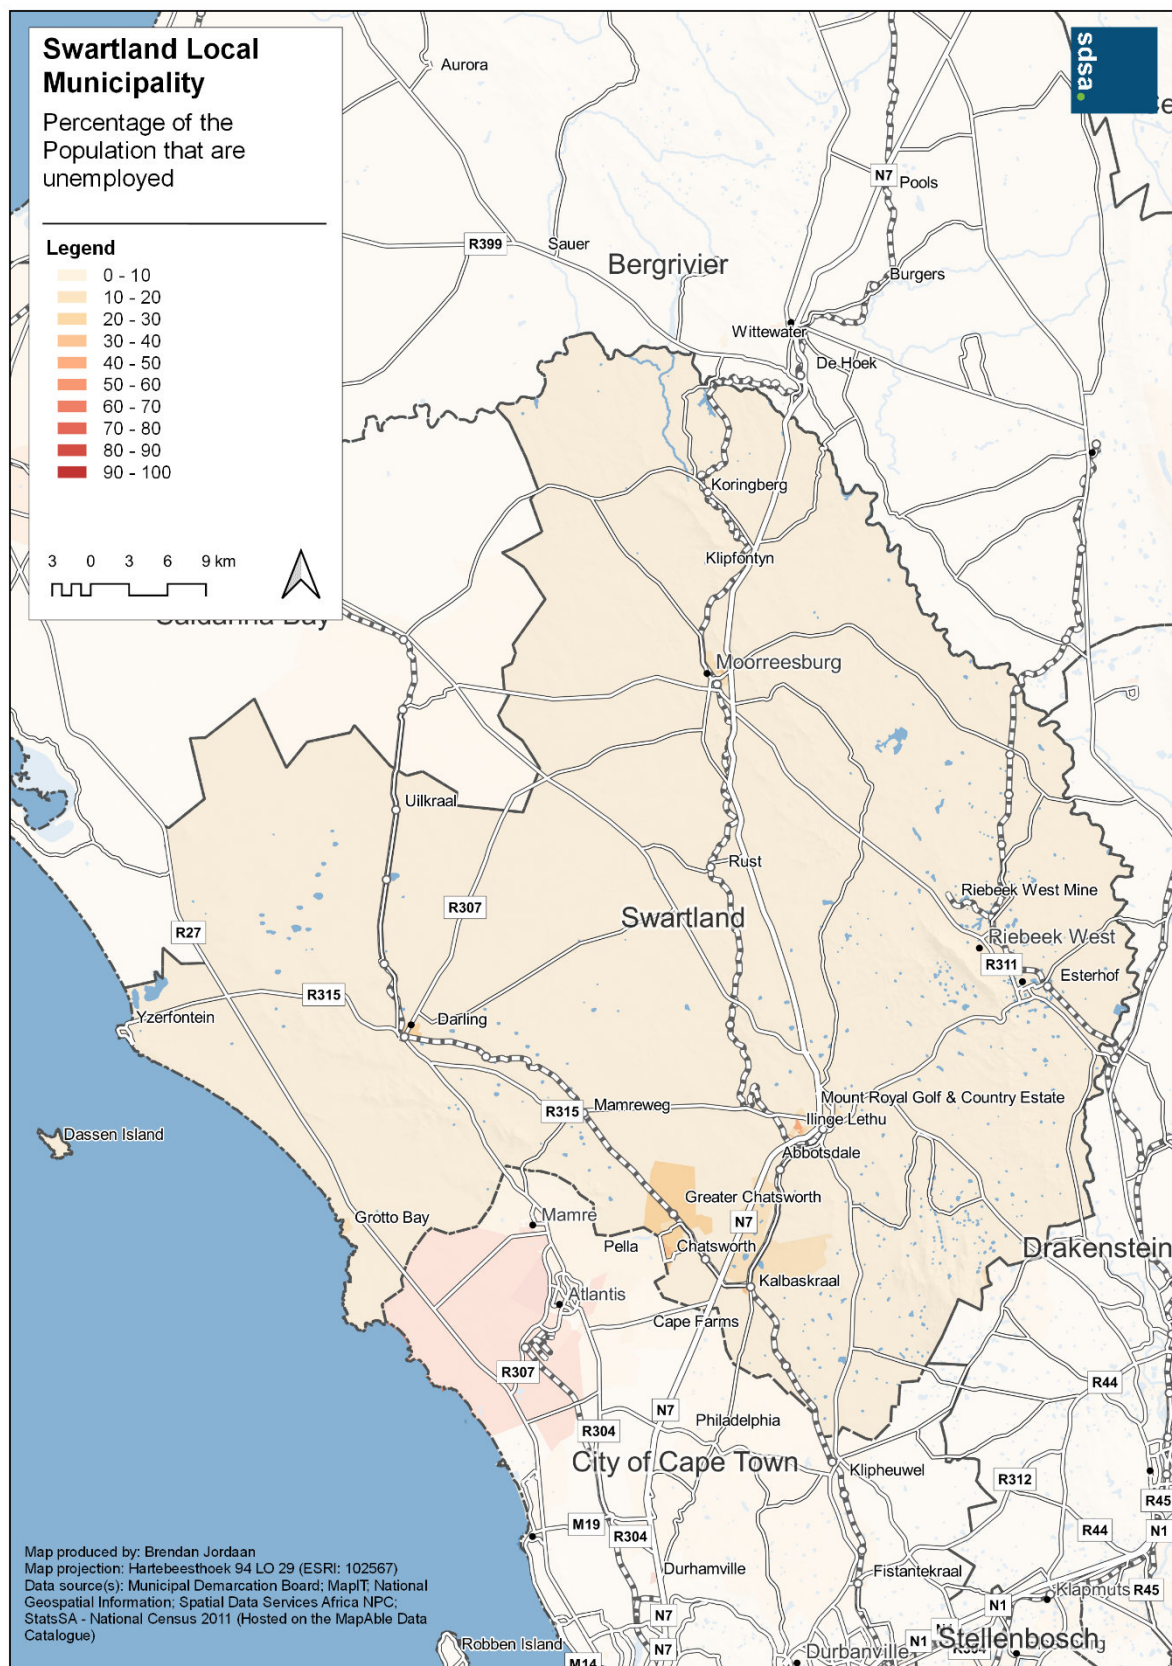 Swartland Local
Municipality
Percentage of the
Population that are
unemployed
Legend
0 - 10
10 - 20
20 - 30
30 - 40
40 - 50
50 - 60
60 - 70
70 - 80
80 - 90
90 - 100
3 0 3 6 9 km
sdsa
Aurora
N7
Pools
R399
Sauer
Bergrivier
Burgers
Wittewater
De Hoek
Koringberg
Klipfontyn
Saldanha Bay
Moorreesburg
Uilkraal
Rust
Riebeek West Mine
R307
Swartland
R27
Riebeek West
R311
Esterhof
R315
Yzerfontein
Darling
Mount Royal Golf & Country Estate
R315
Mamreweg
Ilinge Lethu
Dassen Island
Abbotsdale
Greater Chatsworth
Grotto Bay
Mamre
N7
Pella
Chatsworth
Drakenstein
Kalbaskraal
Atlantis
Cape Farms
R307
R44
N7
Philadelphia
R304
City of Cape Town
Klipheuwel
R312
R45
M19
R304
R44
N1
Durhamville
Fistantekraal
Klapmuts
R45
N1
N7
Robben Island
N7
Durbanville
N1
Stellenbosch
M14
Map produced by: Brendan Jordaan
Map projection: Hartebeesthoek 94 LO 29 (ESRI: 102567)
Data source(s): Municipal Demarcation Board; MapIT; National
Geospatial Information; Spatial Data Services Africa NPC;
StatsSA - National Census 2011 (Hosted on the MapAble Data
Catalogue)